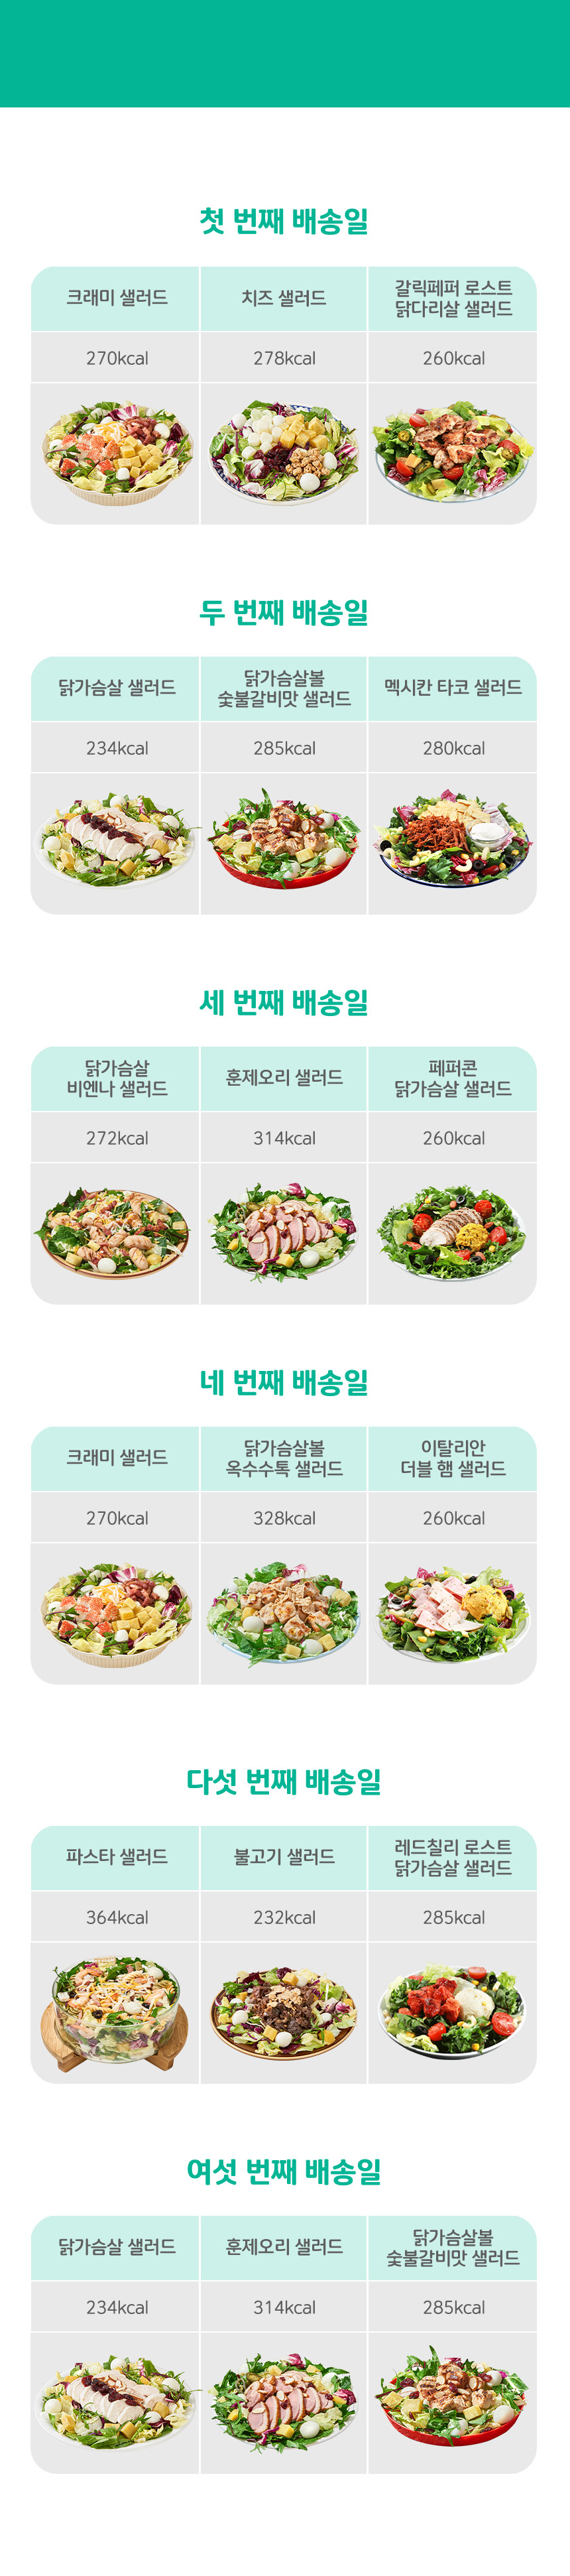 첫 번째 배송일
크래미 샐러드
치즈 샐러드
갈릭페퍼 로스트
닭다리살 샐러드
270kcal
278kcal
260kcal
두 번째 배송일
닭가슴살 샐러드
닭가슴살볼
숯불갈비맛 샐러드
멕시칸 타코 샐러드
234kcal
285kcal
280kcal
세 번째 배송일
닭가슴살
비엔나 샐러드
훈제오리 샐러드
페퍼콘
닭가슴살 샐러드
272kcal
314kcal
260kcal
네 번째 배송일
크래미 샐러드
닭가슴살볼
옥수수톡 샐러드
이탈리안
더블 햄 샐러드
270kcal
328kcal
260kcal
다섯 번째 배송일
파스타 샐러드
불고기 샐러드
레드칠리 로스트
닭가슴살 샐러드
364kcal
232kcal
285kcal
여섯 번째 배송일
닭가슴살 샐러드
훈제오리 샐러드
닭가슴살볼
숯불갈비맛 샐러드
234kcal
314kcal
285kcal